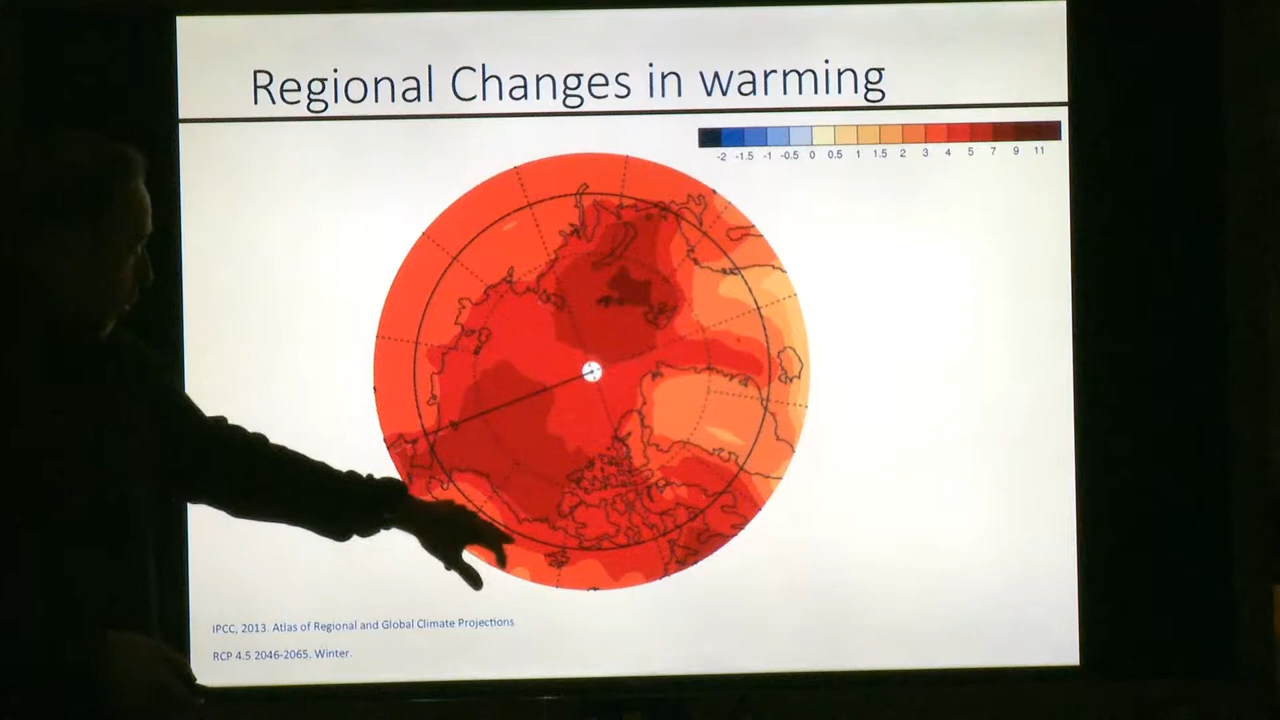 Regional Changes in warming
-2 -1.5 -1 -0.5 0 0.5 1 1.5 2 3 4 5 7 9 11
IPCC, 2013. Atlas of Regional and Global Climate Projections
RCP 4.5 2046-2065. Winter.